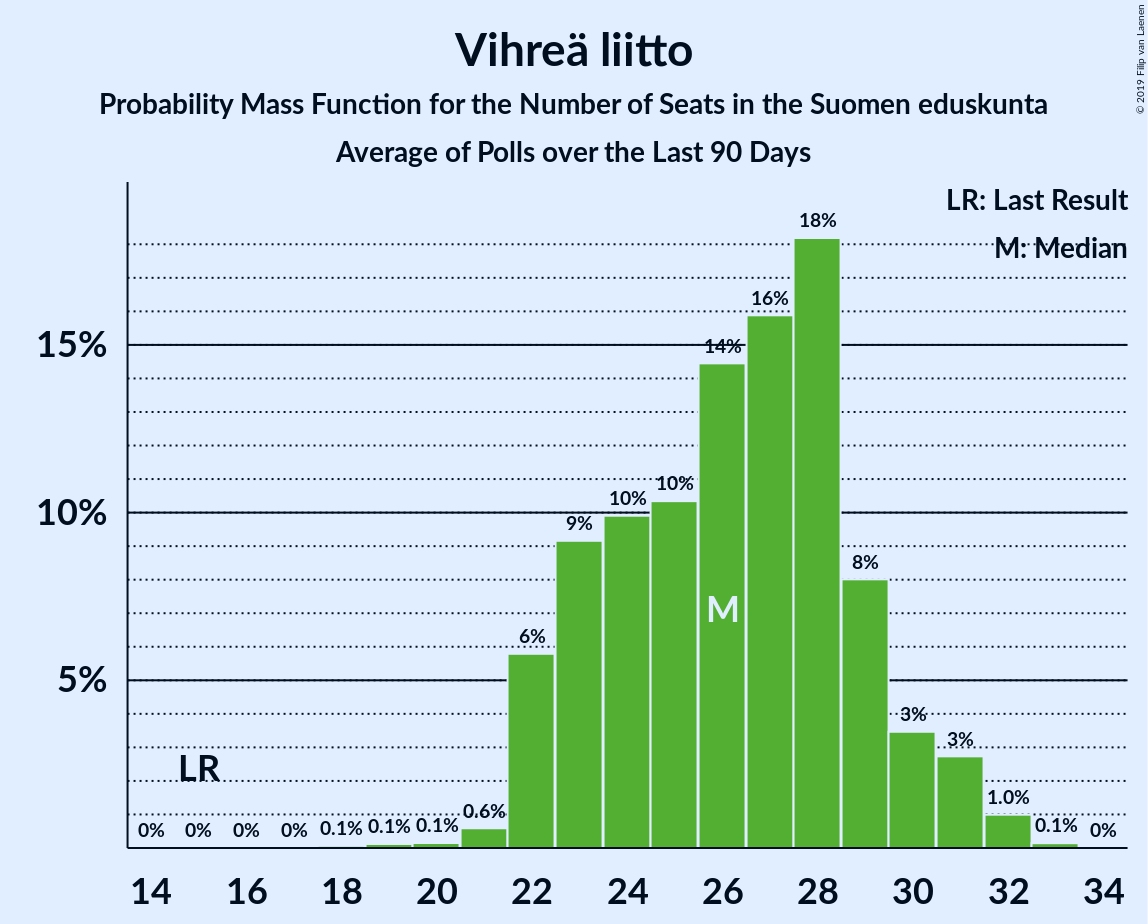 Vihreä liitto
Probability Mass Function for the Number of Seats in the Suomen eduskunta
Average of Polls over the Last 90 Days
© 2019 Filip van Laenen
LR: Last Result
M: Median
15%
10%
5%
LR
M
0%
0%
0%
0%
0.1%
0.1%
0.1%
0.6%
6%
9%
10%
10%
14%
16%
18%
8%
3%
3%
1.0%
0.1%
0%
14 16 18 20 22 24 26 28 30 32 34